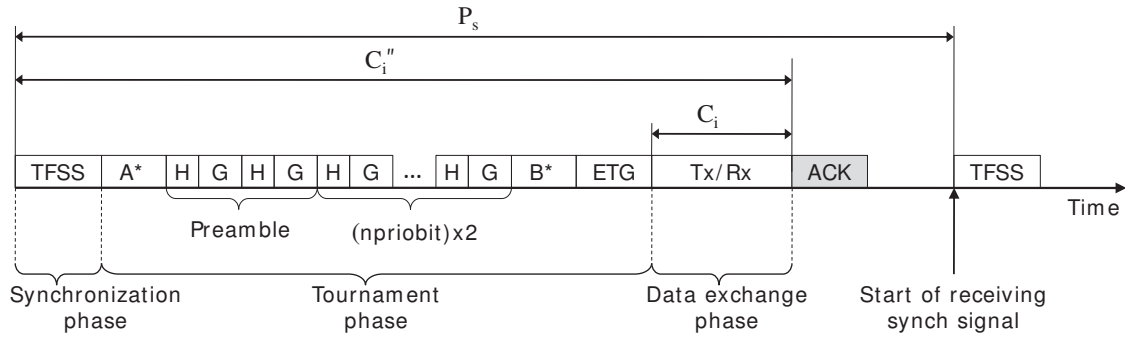 P_s
C_i″
C_i
TFSS A* H G H G H G ... H G B* ETG Tx/Rx ACK TFSS
Time
Preamble (npriobit)x2
Synchronization phase
Tournament phase
Data exchange phase
Start of receiving synch signal